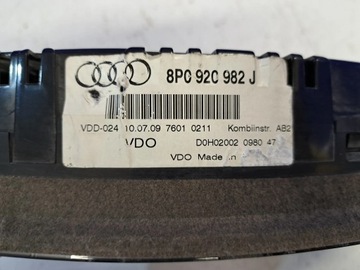 8P0 920 982 J
VDD-024 10.07.09 7601 0211 Kombiinstr. AB2
VDO D0H02002 0980 47
VDO Made in